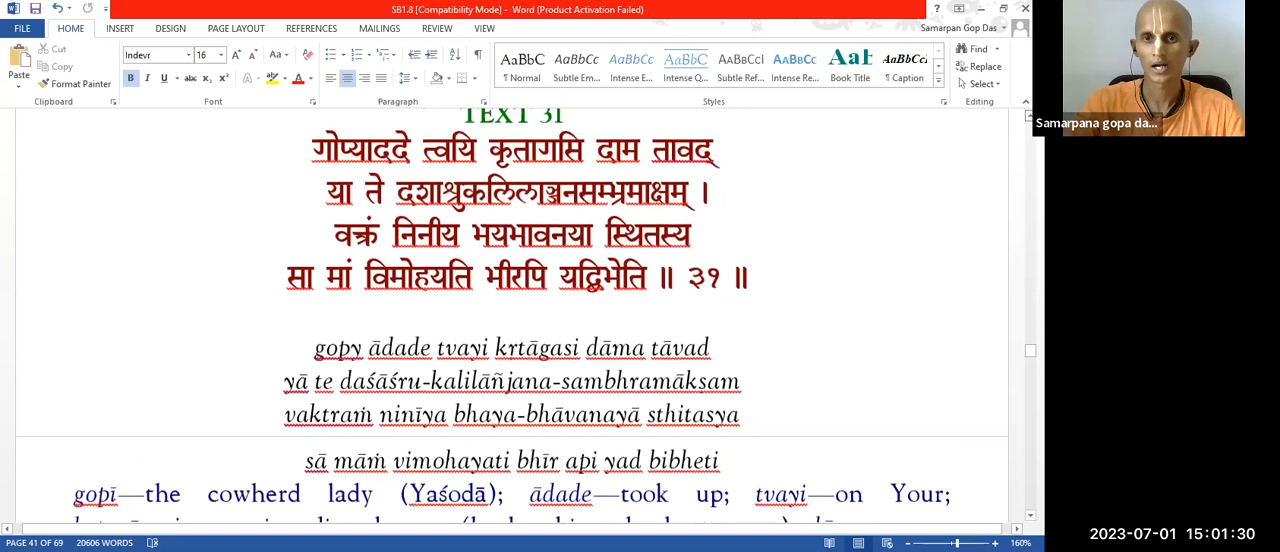 SB1.8 [Compatibility Mode] - Word (Product Activation Failed)
FILE HOME INSERT DESIGN PAGE LAYOUT REFERENCES MAILINGS REVIEW VIEW Samarpan Gop Das
Cut
Copy
Format Painter
Paste
Clipboard
Indevr 16
Font
Paragraph
AaBbC AaBbCc AaBbCc AaBbCc AaBbCcI AaBbCc AaB AaBbCcI
¶ Normal Subtle Em... Intense E... Intense Q... Subtle Ref... Intense Re... Book Title ¶ Caption
Styles
Find
Replace
Select
Editing
Samarpana gopa da...
TEXT 31
गोप्याददे त्वयि कृतागसि दाम तावद्
या ते दशाश्रुकलिलाञ्जनसम्भ्रमाक्षम् ।
वक्त्रं निनीय भयभावनया स्थितस्य
सा मां विमोहयति भीरपि यद्बिभेति ॥ ३१ ॥
gopy ādade tvayi kṛtāgasi dāma tāvad
yā te daśāśru-kalilāñjana-sambhramākṣam
vaktraṁ ninīya bhaya-bhāvanayā sthitasya
sā māṁ vimohayati bhīr api yad bibheti
gopī—the cowherd lady (Yaśodā); ādade—took up; tvayi—on Your;
PAGE 41 OF 69 20606 WORDS 160%
2023-07-01 15:01:30